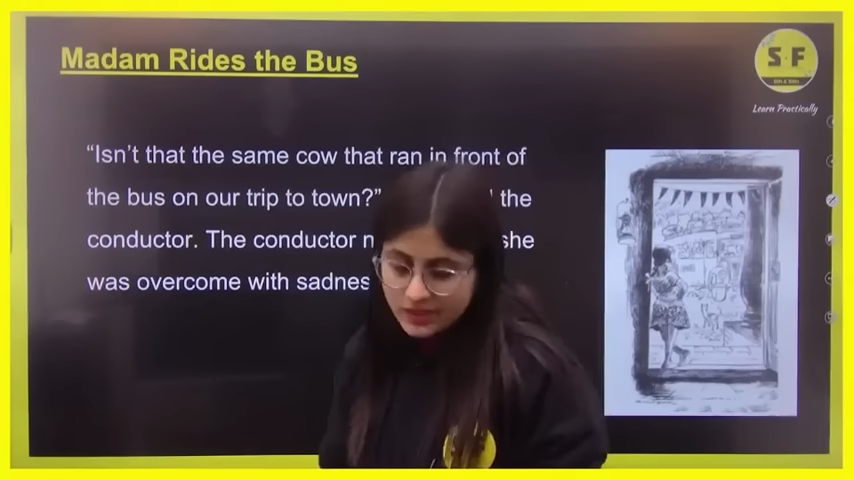 Madam Rides the Bus
S F
Learn Practically
“Isn’t that the same cow that ran in front of
the bus on our trip to town?” the
conductor. The conductor she
was overcome with